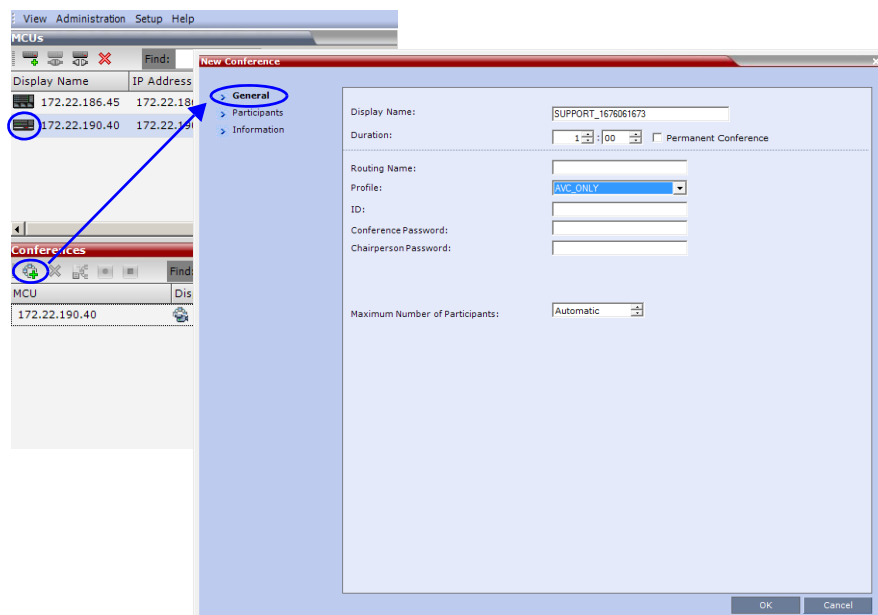 View Administration Setup Help
MCUs
Find:
Display Name IP Address
172.22.186.45 172.22.18
172.22.190.40 172.22.19
Conferences
Find:
MCU Dis
172.22.190.40
New Conference
General
Participants
Information
Display Name: SUPPORT_1676061673
Duration: 1 : 00 Permanent Conference
Routing Name:
Profile: AVC_ONLY
ID:
Conference Password:
Chairperson Password:
Maximum Number of Participants: Automatic
OK Cancel